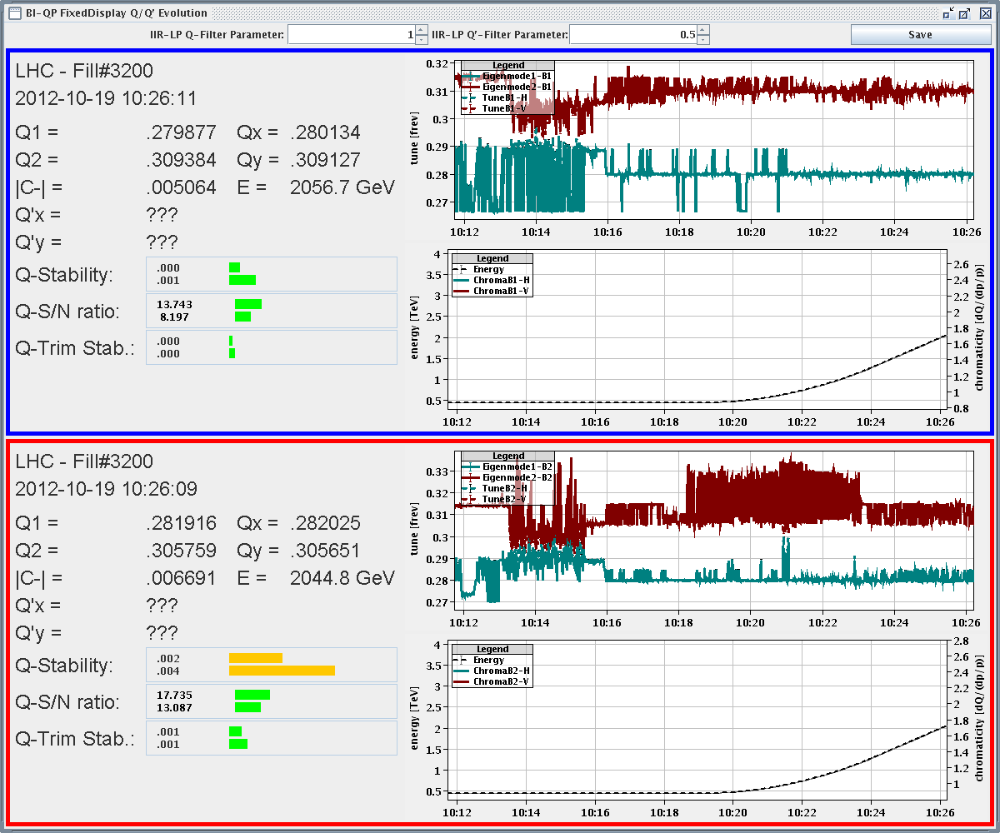 BI-QP FixedDisplay Q/Q' Evolution
IIR-LP Q-Filter Parameter: 1 IIR-LP Q'-Filter Parameter: 0.5 Save
LHC - Fill#3200
2012-10-19 10:26:11
Q1 = .279877 Qx = .280134
Q2 = .309384 Qy = .309127
|C-| = .005064 E = 2056.7 GeV
Q'x = ???
Q'y = ???
Q-Stability: .000
.001
Q-S/N ratio: 13.743
8.197
Q-Trim Stab.: .000
.000
tune [frev]
0.32
0.31
0.3
0.29
0.28
0.27
Legend
Eigenmode1-B1
Eigenmode2-B1
TuneB1-H
TuneB1-V
10:12 10:14 10:16 10:18 10:20 10:22 10:24 10:26
energy [TeV]
4
3.5
3
2.5
2
1.5
1
0.5
Legend
Energy
ChromaB1-H
ChromaB1-V
2.6
2.4
2.2
2
1.8
1.6
1.4
1.2
1
0.8
chromaticity [dQ/(dp/p)]
10:12 10:14 10:16 10:18 10:20 10:22 10:24 10:26
LHC - Fill#3200
2012-10-19 10:26:09
Q1 = .281916 Qx = .282025
Q2 = .305759 Qy = .305651
|C-| = .006691 E = 2044.8 GeV
Q'x = ???
Q'y = ???
Q-Stability: .002
.004
Q-S/N ratio: 17.735
13.087
Q-Trim Stab.: .001
.001
tune [frev]
0.33
0.32
0.31
0.3
0.29
0.28
0.27
Legend
Eigenmode1-B2
Eigenmode2-B2
TuneB2-H
TuneB2-V
10:12 10:14 10:16 10:18 10:20 10:22 10:24 10:26
energy [TeV]
4
3.5
3
2.5
2
1.5
1
0.5
Legend
Energy
ChromaB2-H
ChromaB2-V
2.8
2.6
2.4
2.2
2
1.8
1.6
1.4
1.2
1
chromaticity [dQ/(dp/p)]
10:12 10:14 10:16 10:18 10:20 10:22 10:24 10:26